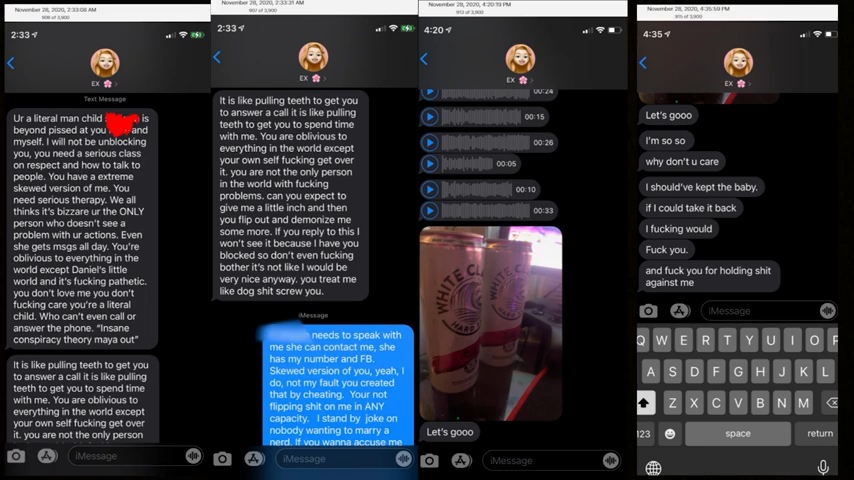 November 28, 2020, 2:33:08 AM
906 of 3,900
2:33
EX 🌸 >
Text Message
Ur a literal man child is
beyond pissed at you and
myself. I will not be unblocking
you, you need a serious class
on respect and how to talk to
people. You have a extreme
skewed version of me. You
need serious therapy. We all
thinks it's bizzare ur the ONLY
person who doesn't see a
problem with ur actions. Even
she gets msgs all day. You're
oblivious to everything in the
world except Daniel's little
world and it's fucking pathetic.
you don't love me you don't
fucking care you're a literal
child. Who can't even call or
answer the phone. "Insane
conspiracy theory maya out"
It is like pulling teeth to get you
to answer a call it is like pulling
teeth to get you to spend time
with me. You are oblivious to
everything in the world except
your own self fucking get over
it. you are not the only person
iMessage
November 28, 2020, 2:33:31 AM
907 of 3,900
2:33
EX 🌸 >
It is like pulling teeth to get you
to answer a call it is like pulling
teeth to get you to spend time
with me. You are oblivious to
everything in the world except
your own self fucking get over
it. you are not the only person
in the world with fucking
problems. can you expect to
give me a little inch and then
you flip out and demonize me
some more. If you reply to this I
won't see it because I have you
blocked so don't even fucking
bother it's not like I would be
very nice anyway. you treat me
like dog shit screw you.
iMessage
needs to speak with
me she can contact me, she
has my number and FB.
Skewed version of you, yeah, I
do, not my fault you created
that by cheating. Your not
flipping shit on me in ANY
capacity. I stand by joke on
nobody wanting to marry a
nerd. If you wanna accuse me
iMessage
November 28, 2020, 4:20:19 PM
913 of 3,900
4:20
EX 🌸 >
00:24
00:15
00:26
00:05
00:10
00:33
WHITE CLAW
HARD
WHITE
Let's gooo
iMessage
November 28, 2020, 4:35:59 PM
915 of 3,900
4:35
EX 🌸 >
Let's gooo
I'm so so
why don't u care
I should've kept the baby.
if I could take it back
I fucking would
Fuck you.
and fuck you for holding shit
against me
iMessage
Q W E R T Y U I O P
A S D F G H J K L
Z X C V B N M
123 space return